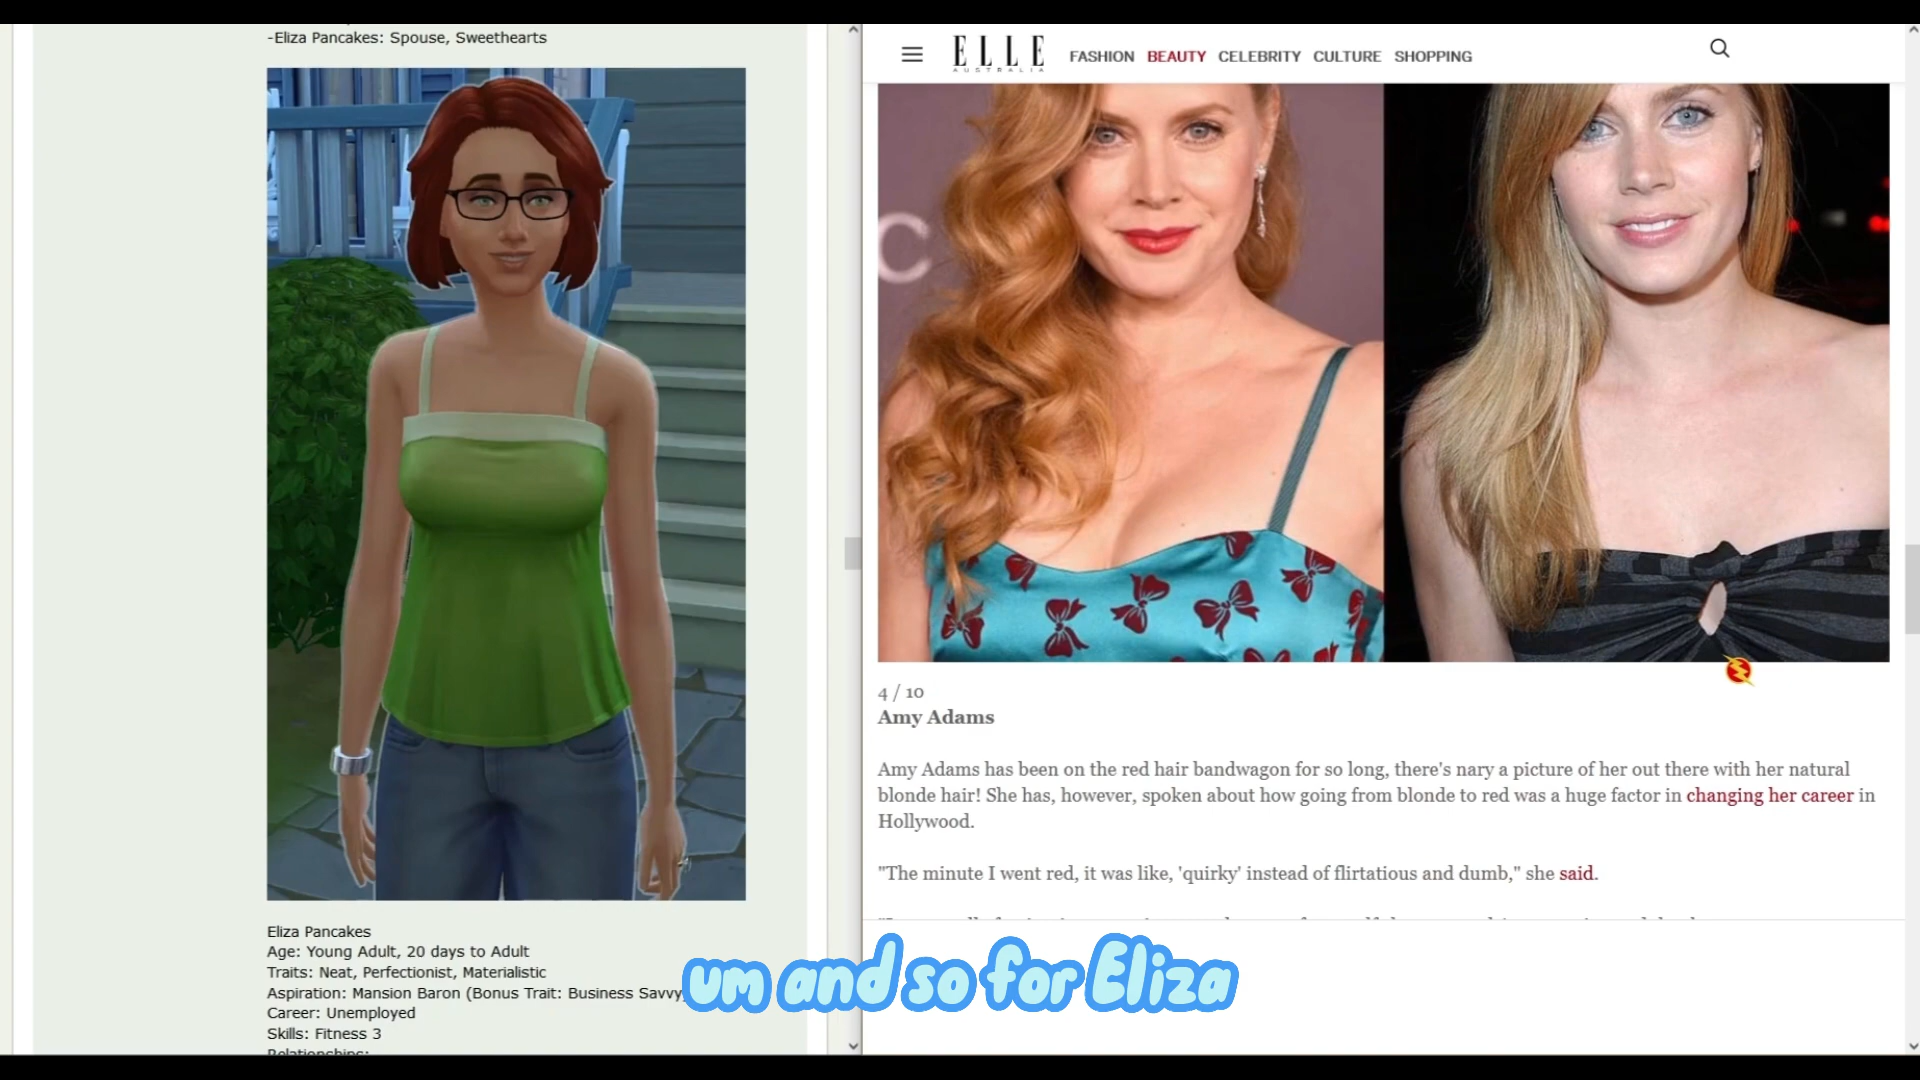 -Eliza Pancakes: Spouse, Sweethearts
Eliza Pancakes
Age: Young Adult, 20 days to Adult
Traits: Neat, Perfectionist, Materialistic
Aspiration: Mansion Baron (Bonus Trait: Business Savvy
Career: Unemployed
Skills: Fitness 3
Relationships:
ELLE
AUSTRALIA
FASHION BEAUTY CELEBRITY CULTURE SHOPPING
C
4 / 10
Amy Adams
Amy Adams has been on the red hair bandwagon for so long, there's nary a picture of her out there with her natural
blonde hair! She has, however, spoken about how going from blonde to red was a huge factor in changing her career in
Hollywood.
"The minute I went red, it was like, 'quirky' instead of flirtatious and dumb," she said.
um and so for Eliza